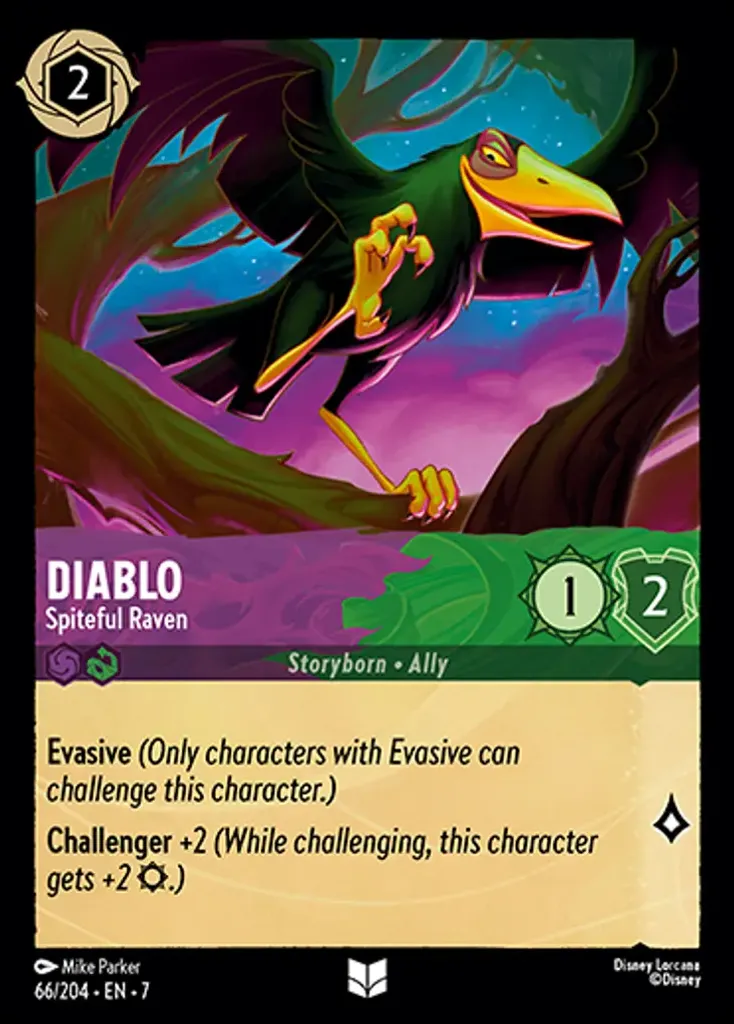 2
DIABLO
Spiteful Raven
1
2
Storyborn • Ally
Evasive (Only characters with Evasive can
challenge this character.)
Challenger +2 (While challenging, this character
gets +2 .)
Mike Parker
66/204 • EN • 7
Disney Lorcana
©Disney